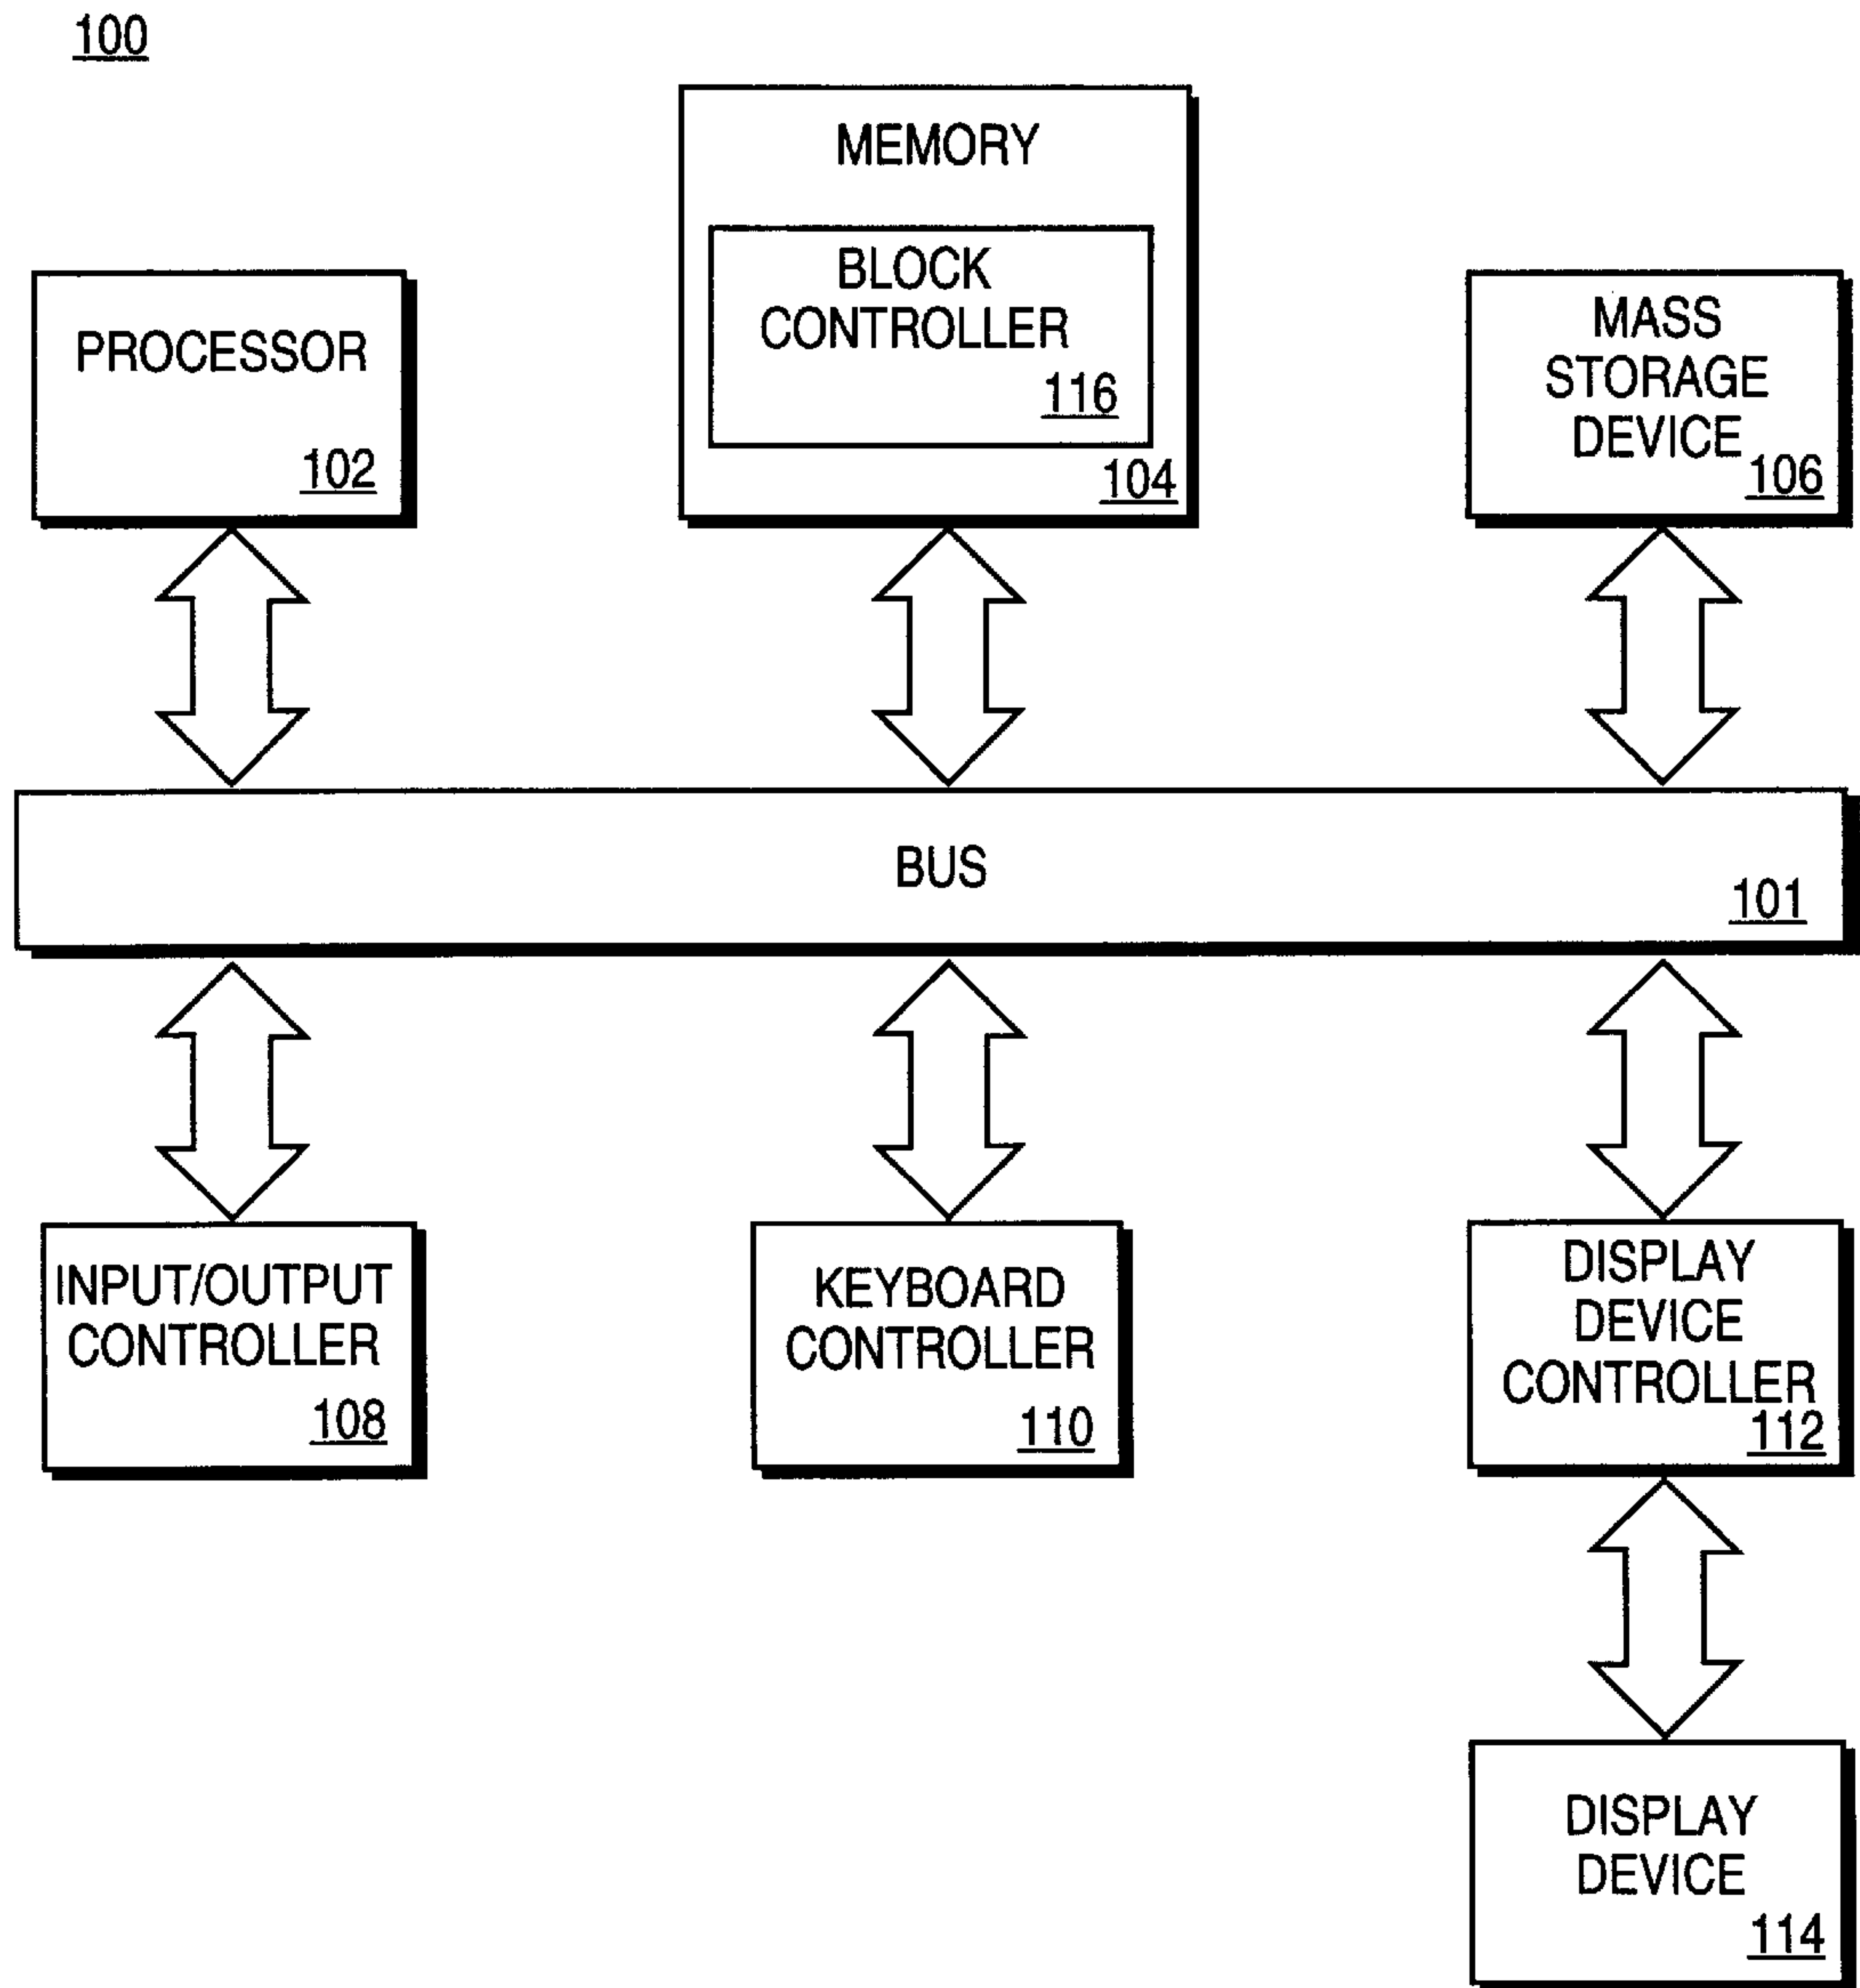 100
MEMORY
BLOCK
CONTROLLER
116
104
PROCESSOR
102
MASS
STORAGE
DEVICE
106
BUS
101
INPUT/OUTPUT
CONTROLLER
108
KEYBOARD
CONTROLLER
110
DISPLAY
DEVICE
CONTROLLER
112
DISPLAY
DEVICE
114